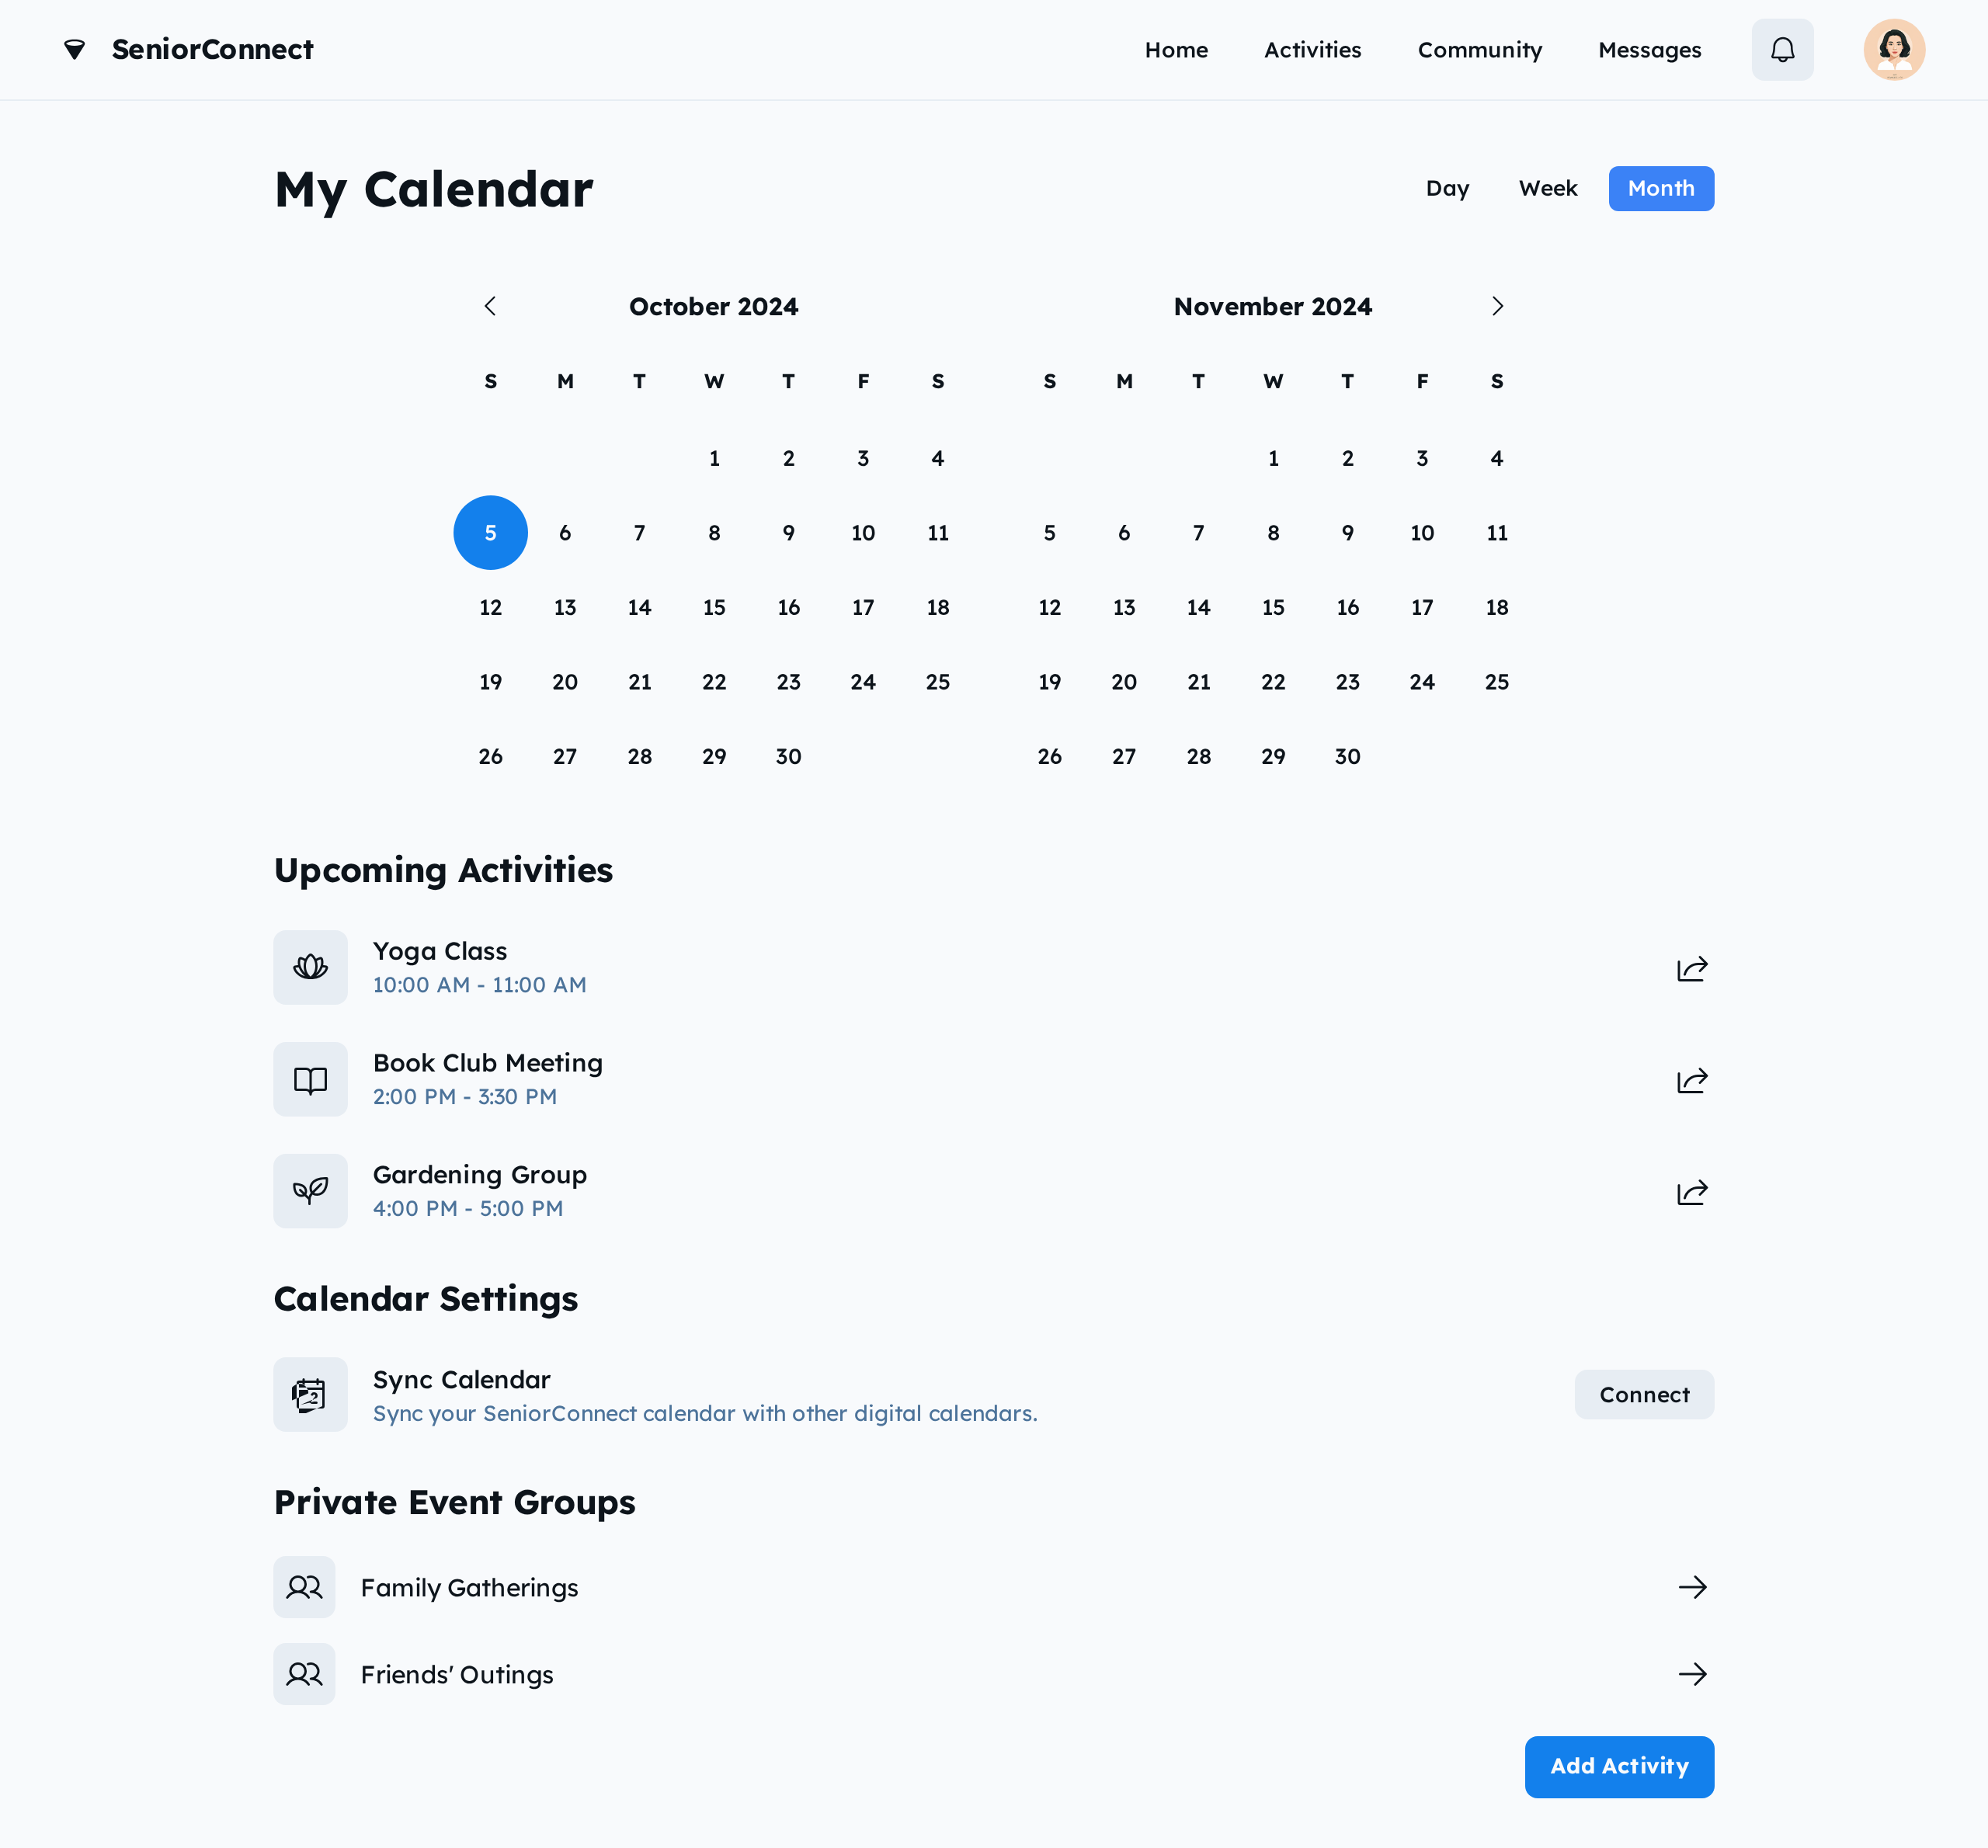 SeniorConnect
Home Activities Community Messages
My Calendar
Day Week Month
October 2024 November 2024
S M T W T F S S M T W T F S
1 2 3 4 1 2 3 4
5 6 7 8 9 10 11 5 6 7 8 9 10 11
12 13 14 15 16 17 18 12 13 14 15 16 17 18
19 20 21 22 23 24 25 19 20 21 22 23 24 25
26 27 28 29 30 26 27 28 29 30
Upcoming Activities
Yoga Class
10:00 AM - 11:00 AM
Book Club Meeting
2:00 PM - 3:30 PM
Gardening Group
4:00 PM - 5:00 PM
Calendar Settings
2
Sync Calendar
Sync your SeniorConnect calendar with other digital calendars.
Connect
Private Event Groups
Family Gatherings
Friends' Outings
Add Activity